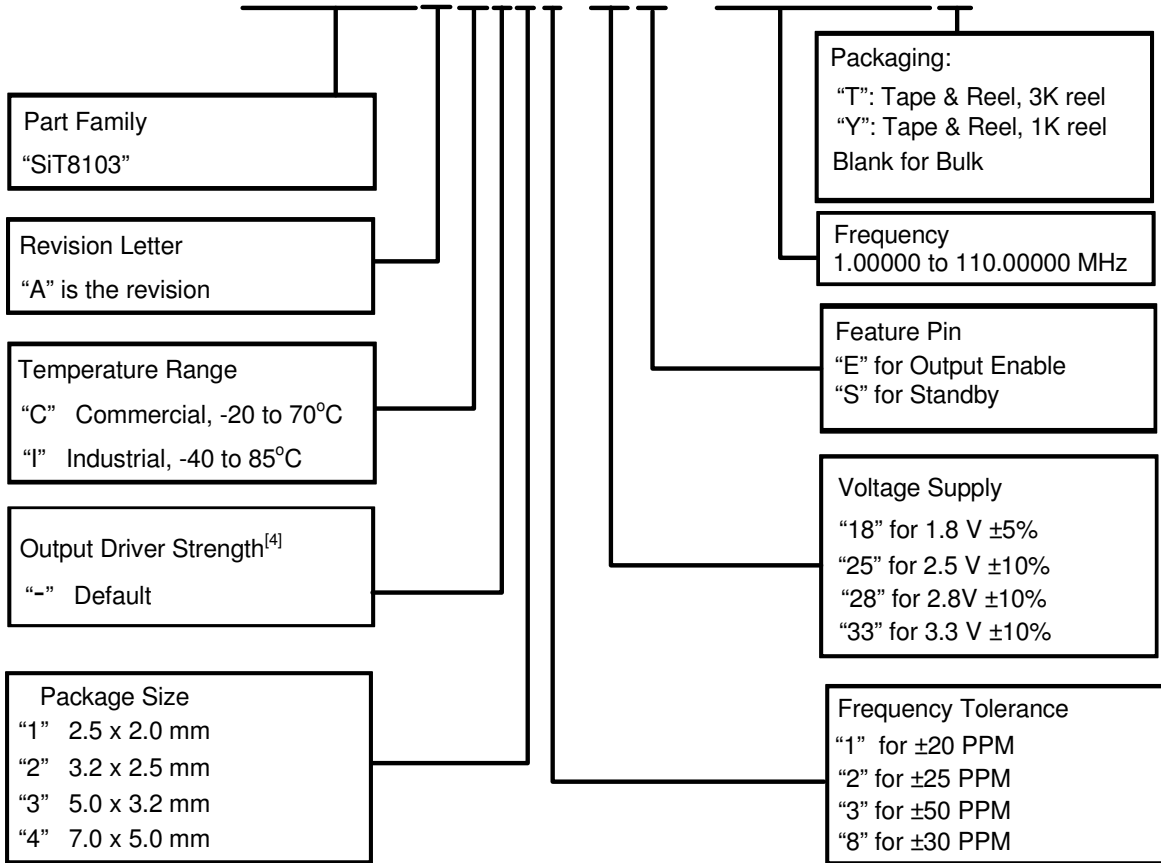 Part Family
“SiT8103”
Revision Letter
“A” is the revision
Temperature Range
“C” Commercial, -20 to 70°C
“I” Industrial, -40 to 85°C
Output Driver Strength[4]
“-” Default
Package Size
“1” 2.5 x 2.0 mm
“2” 3.2 x 2.5 mm
“3” 5.0 x 3.2 mm
“4” 7.0 x 5.0 mm
Packaging:
“T”: Tape & Reel, 3K reel
“Y”: Tape & Reel, 1K reel
Blank for Bulk
Frequency
1.00000 to 110.00000 MHz
Feature Pin
“E” for Output Enable
“S” for Standby
Voltage Supply
“18” for 1.8 V ±5%
“25” for 2.5 V ±10%
“28” for 2.8V ±10%
“33” for 3.3 V ±10%
Frequency Tolerance
“1” for ±20 PPM
“2” for ±25 PPM
“3” for ±50 PPM
“8” for ±30 PPM